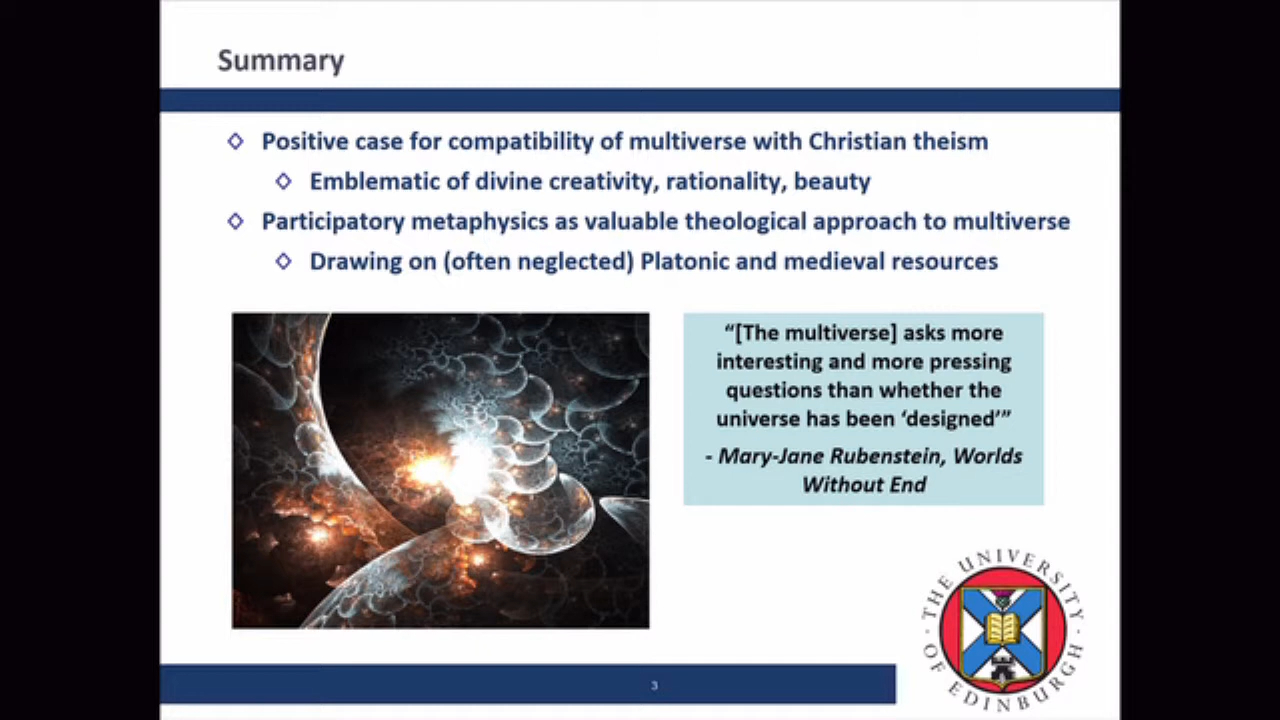 Summary
Positive case for compatibility of multiverse with Christian theism
Emblematic of divine creativity, rationality, beauty
Participatory metaphysics as valuable theological approach to multiverse
Drawing on (often neglected) Platonic and medieval resources
“[The multiverse] asks more
interesting and more pressing
questions than whether the
universe has been ‘designed’”
- Mary-Jane Rubenstein, Worlds
Without End
THE UNIVERSITY
OF EDINBURGH
3